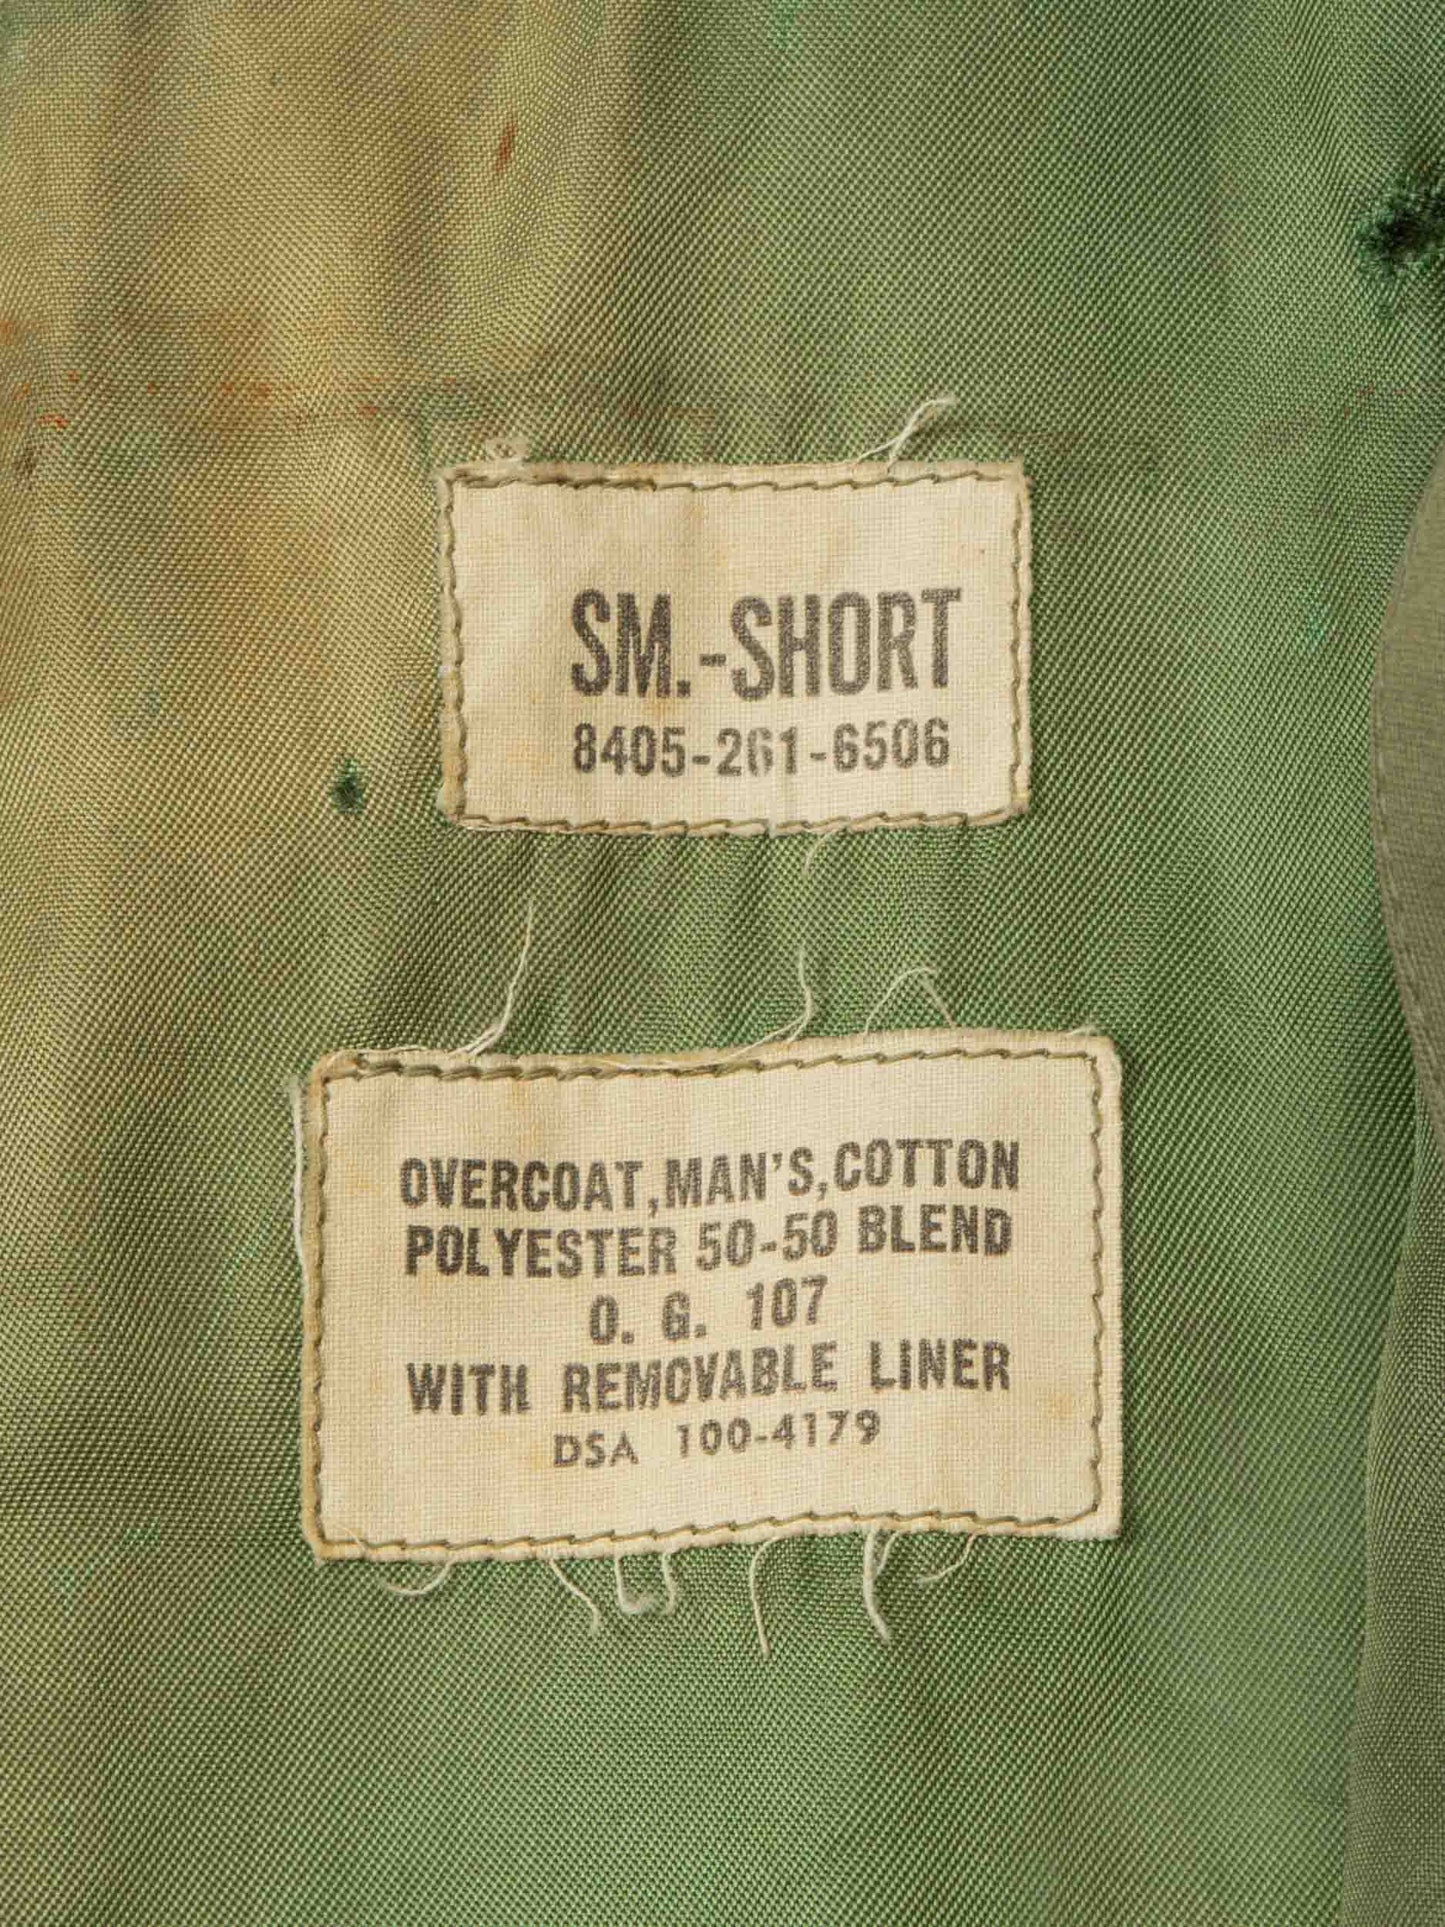 SM.-SHORT
8405-261-6506
OVERCOAT,MAN'S,COTTON
POLYESTER 50-50 BLEND
O. G. 107
WITH REMOVABLE LINER
DSA 100-4179